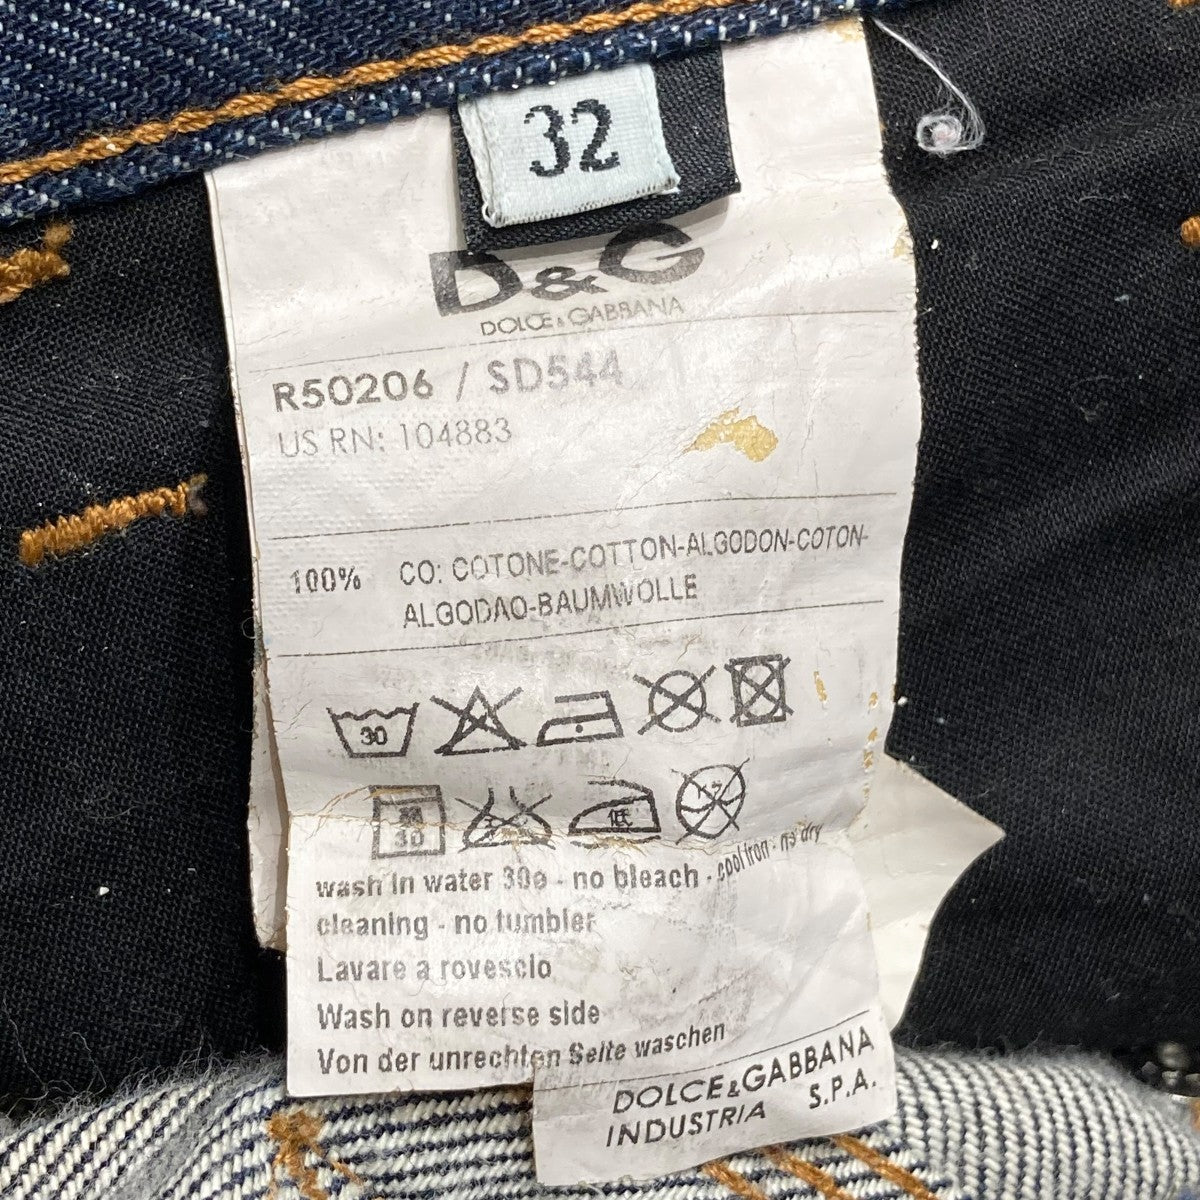 32
D&G
DOLCE & GABBANA
R50206 / SD544
US RN: 104883
100% CO: COTONE-COTTON-ALGODON-COTON-
ALGODAO-BAUMWOLLE
30
30
低
wash in water 30º - no bleach - cool iron - no dry
cleaning - no tumbler
Lavare a rovescio
Wash on reverse side
Von der unrechten Seite waschen
DOLCE & GABBANA
INDUSTRIA S.P.A.